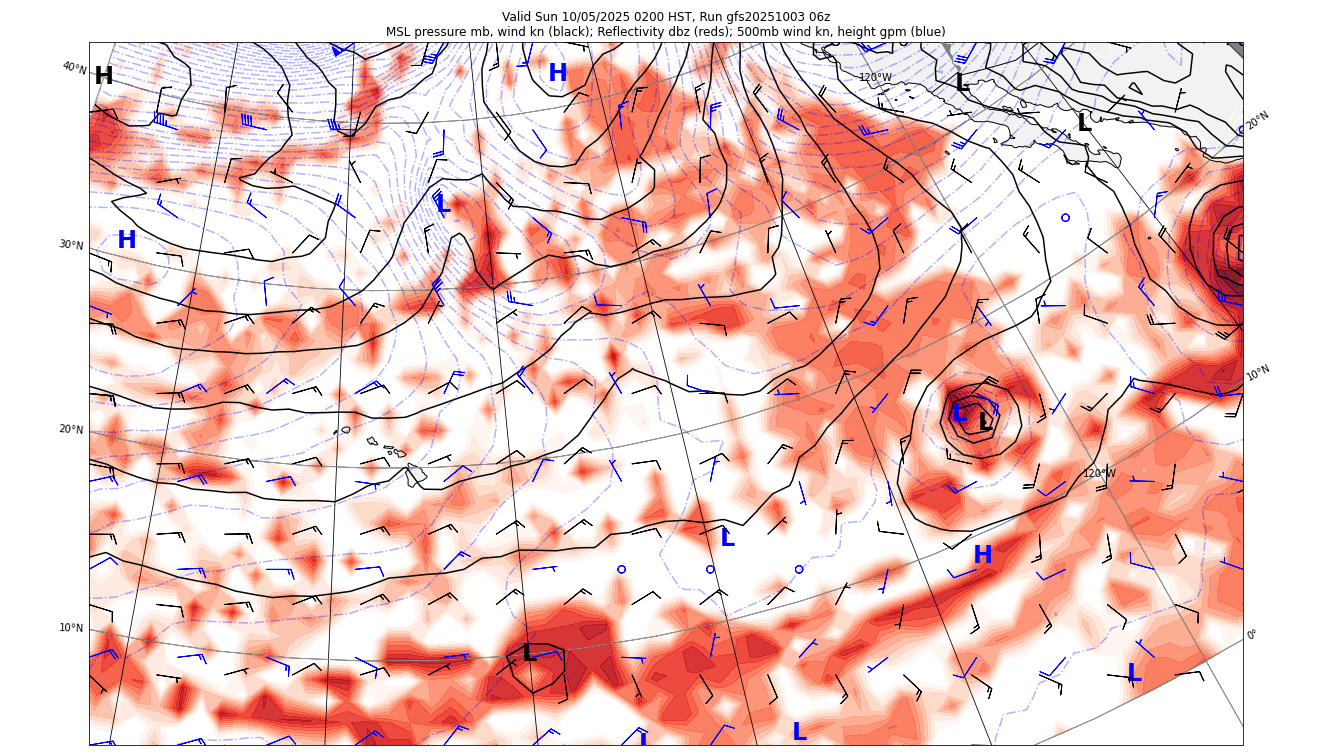 Valid Sun 10/05/2025 0200 HST, Run gfs20251003 06z
MSL pressure mb, wind kn (black); Reflectivity dbz (reds); 500mb wind kn, height gpm (blue)
40°N
H
H
120°W
L
L
20°N
L
H
30°N
10°N
20°N
L
L
120°W
L
H
10°N
L
0°
L
L
L